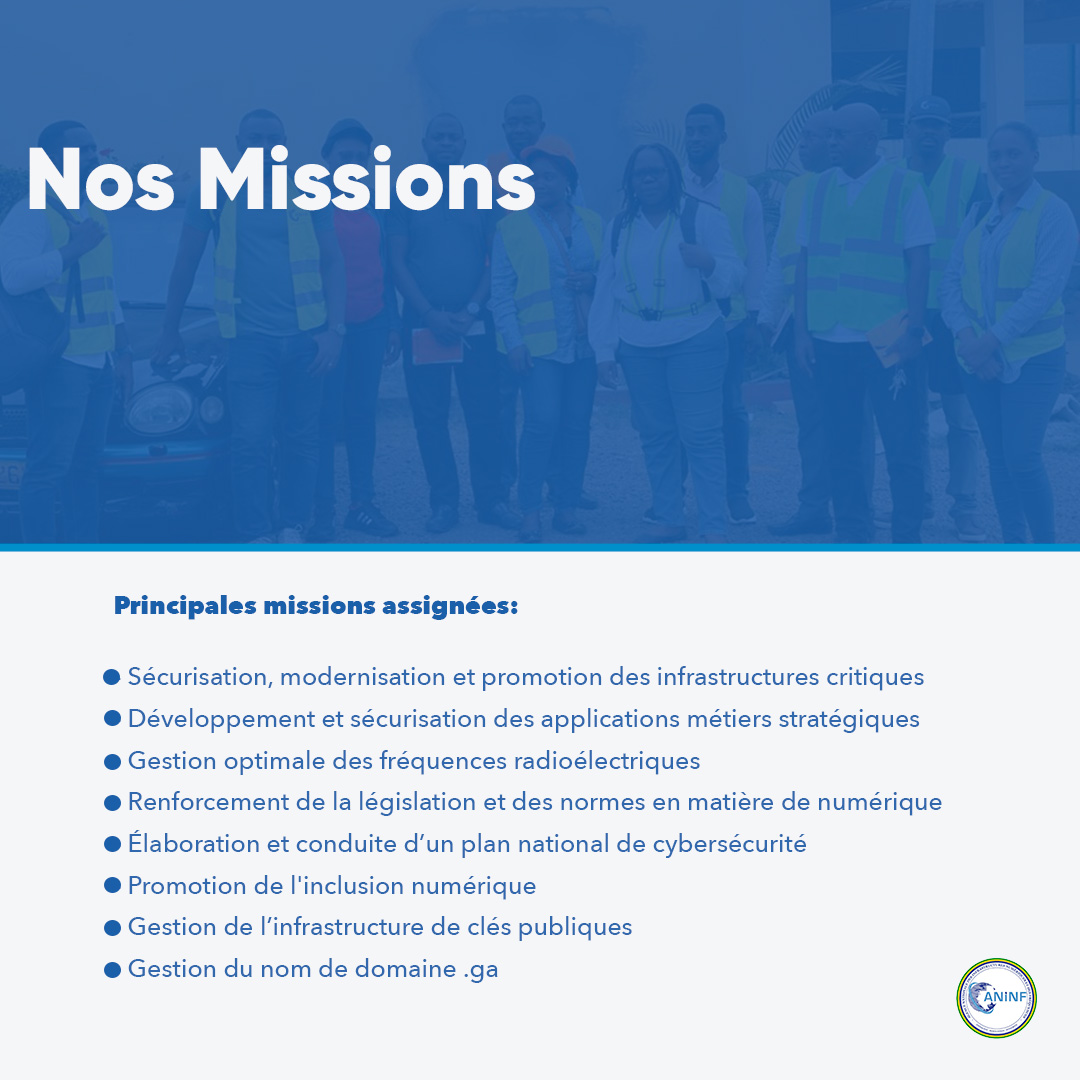 Nos Missions
Principales missions assignées:
● Sécurisation, modernisation et promotion des infrastructures critiques
● Développement et sécurisation des applications métiers stratégiques
● Gestion optimale des fréquences radioélectriques
● Renforcement de la législation et des normes en matière de numérique
● Élaboration et conduite d’un plan national de cybersécurité
● Promotion de l'inclusion numérique
● Gestion de l’infrastructure de clés publiques
● Gestion du nom de domaine .ga
ANINF